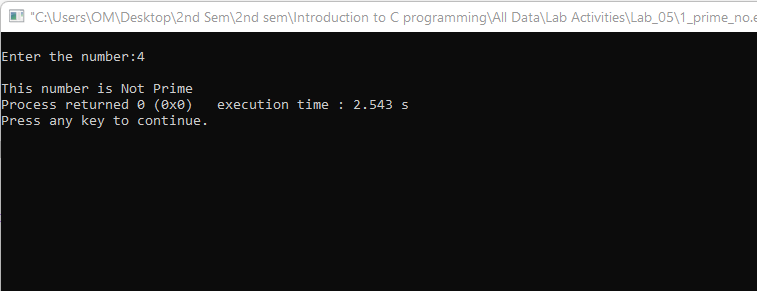 "C:\Users\OM\Desktop\2nd Sem\2nd sem\Introduction to C programming\All Data\Lab Activities\Lab_05\1_prime_no.e
Enter the number:4
This number is Not Prime
Process returned 0 (0x0)   execution time : 2.543 s
Press any key to continue.